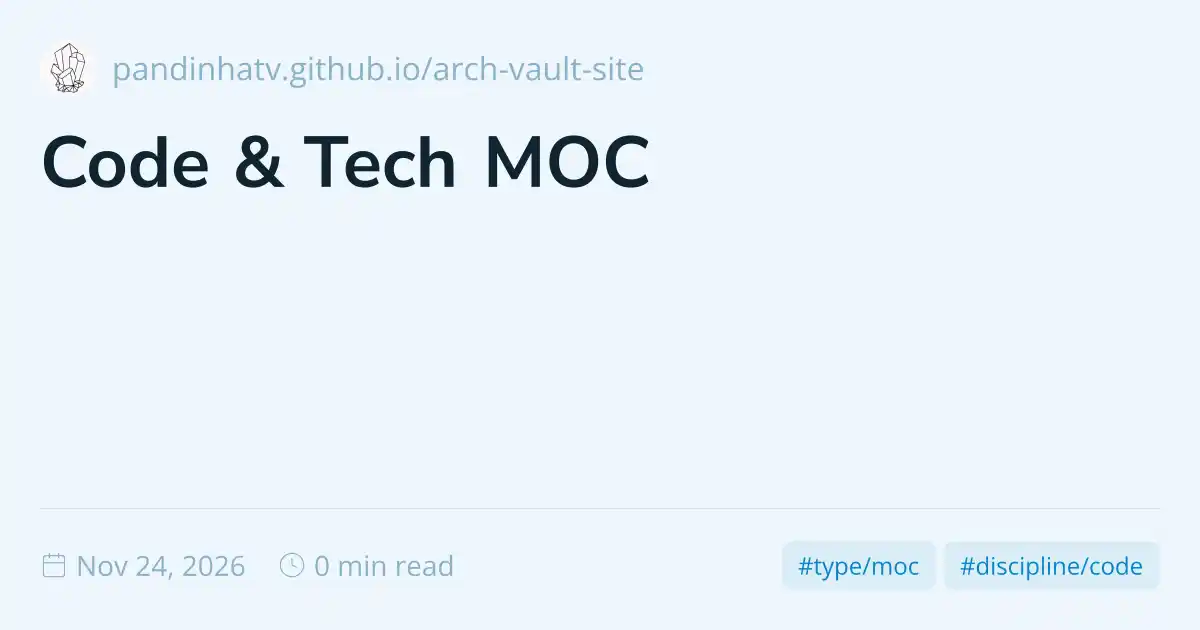 pandinhatv.github.io/arch-vault-site
Code & Tech MOC
Nov 24, 2026 0 min read #type/moc #discipline/code